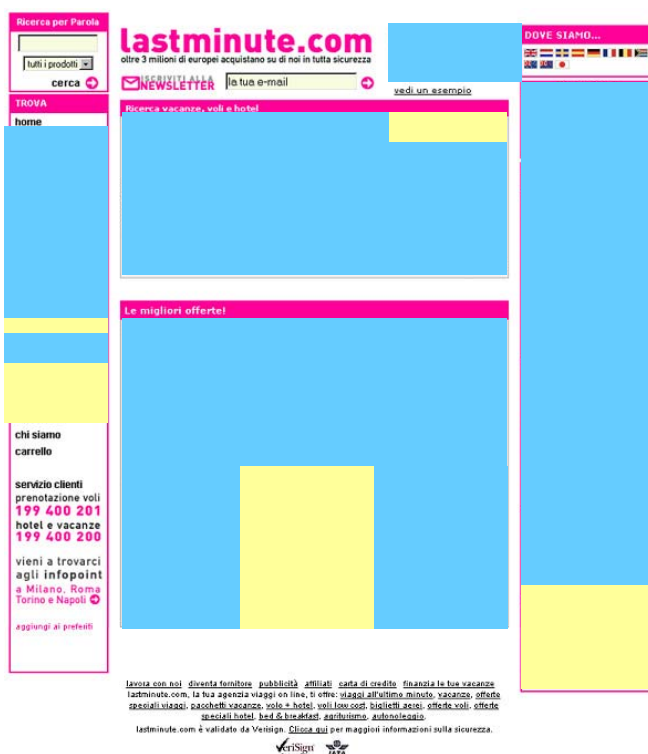 Ricerca per Parola
tutti i prodotti
cerca
TROVA
home
chi siamo
carrello
servizio clienti
prenotazione voli
199 400 201
hotel e vacanze
199 400 200
vieni a trovarci
agli infopoint
a Milano, Roma
Torino e Napoli
aggiungi ai preferiti
lastminute.com
oltre 3 milioni di europei acquistano su di noi in tutta sicurezza
ISCRIVITI ALLA
NEWSLETTER
la tua e-mail
vedi un esempio
Ricerca vacanze, voli e hotel
Le migliori offerte!
DOVE SIAMO...
lavora con noi diventa fornitore pubblicità affiliati carta di credito finanzia le tue vacanze
lastminute.com, la tua agenzia viaggi on line, ti offre: viaggi all'ultimo minuto, vacanze, offerte
speciali viaggi, pacchetti vacanze, volo + hotel, voli low cost, biglietti aerei, offerte voli, offerte
speciali hotel, bed & breakfast, agriturismo, autonoleggio.
lastminute.com è validato da Verisign. Clicca qui per maggiori informazioni sulla sicurezza.
VeriSign IATA